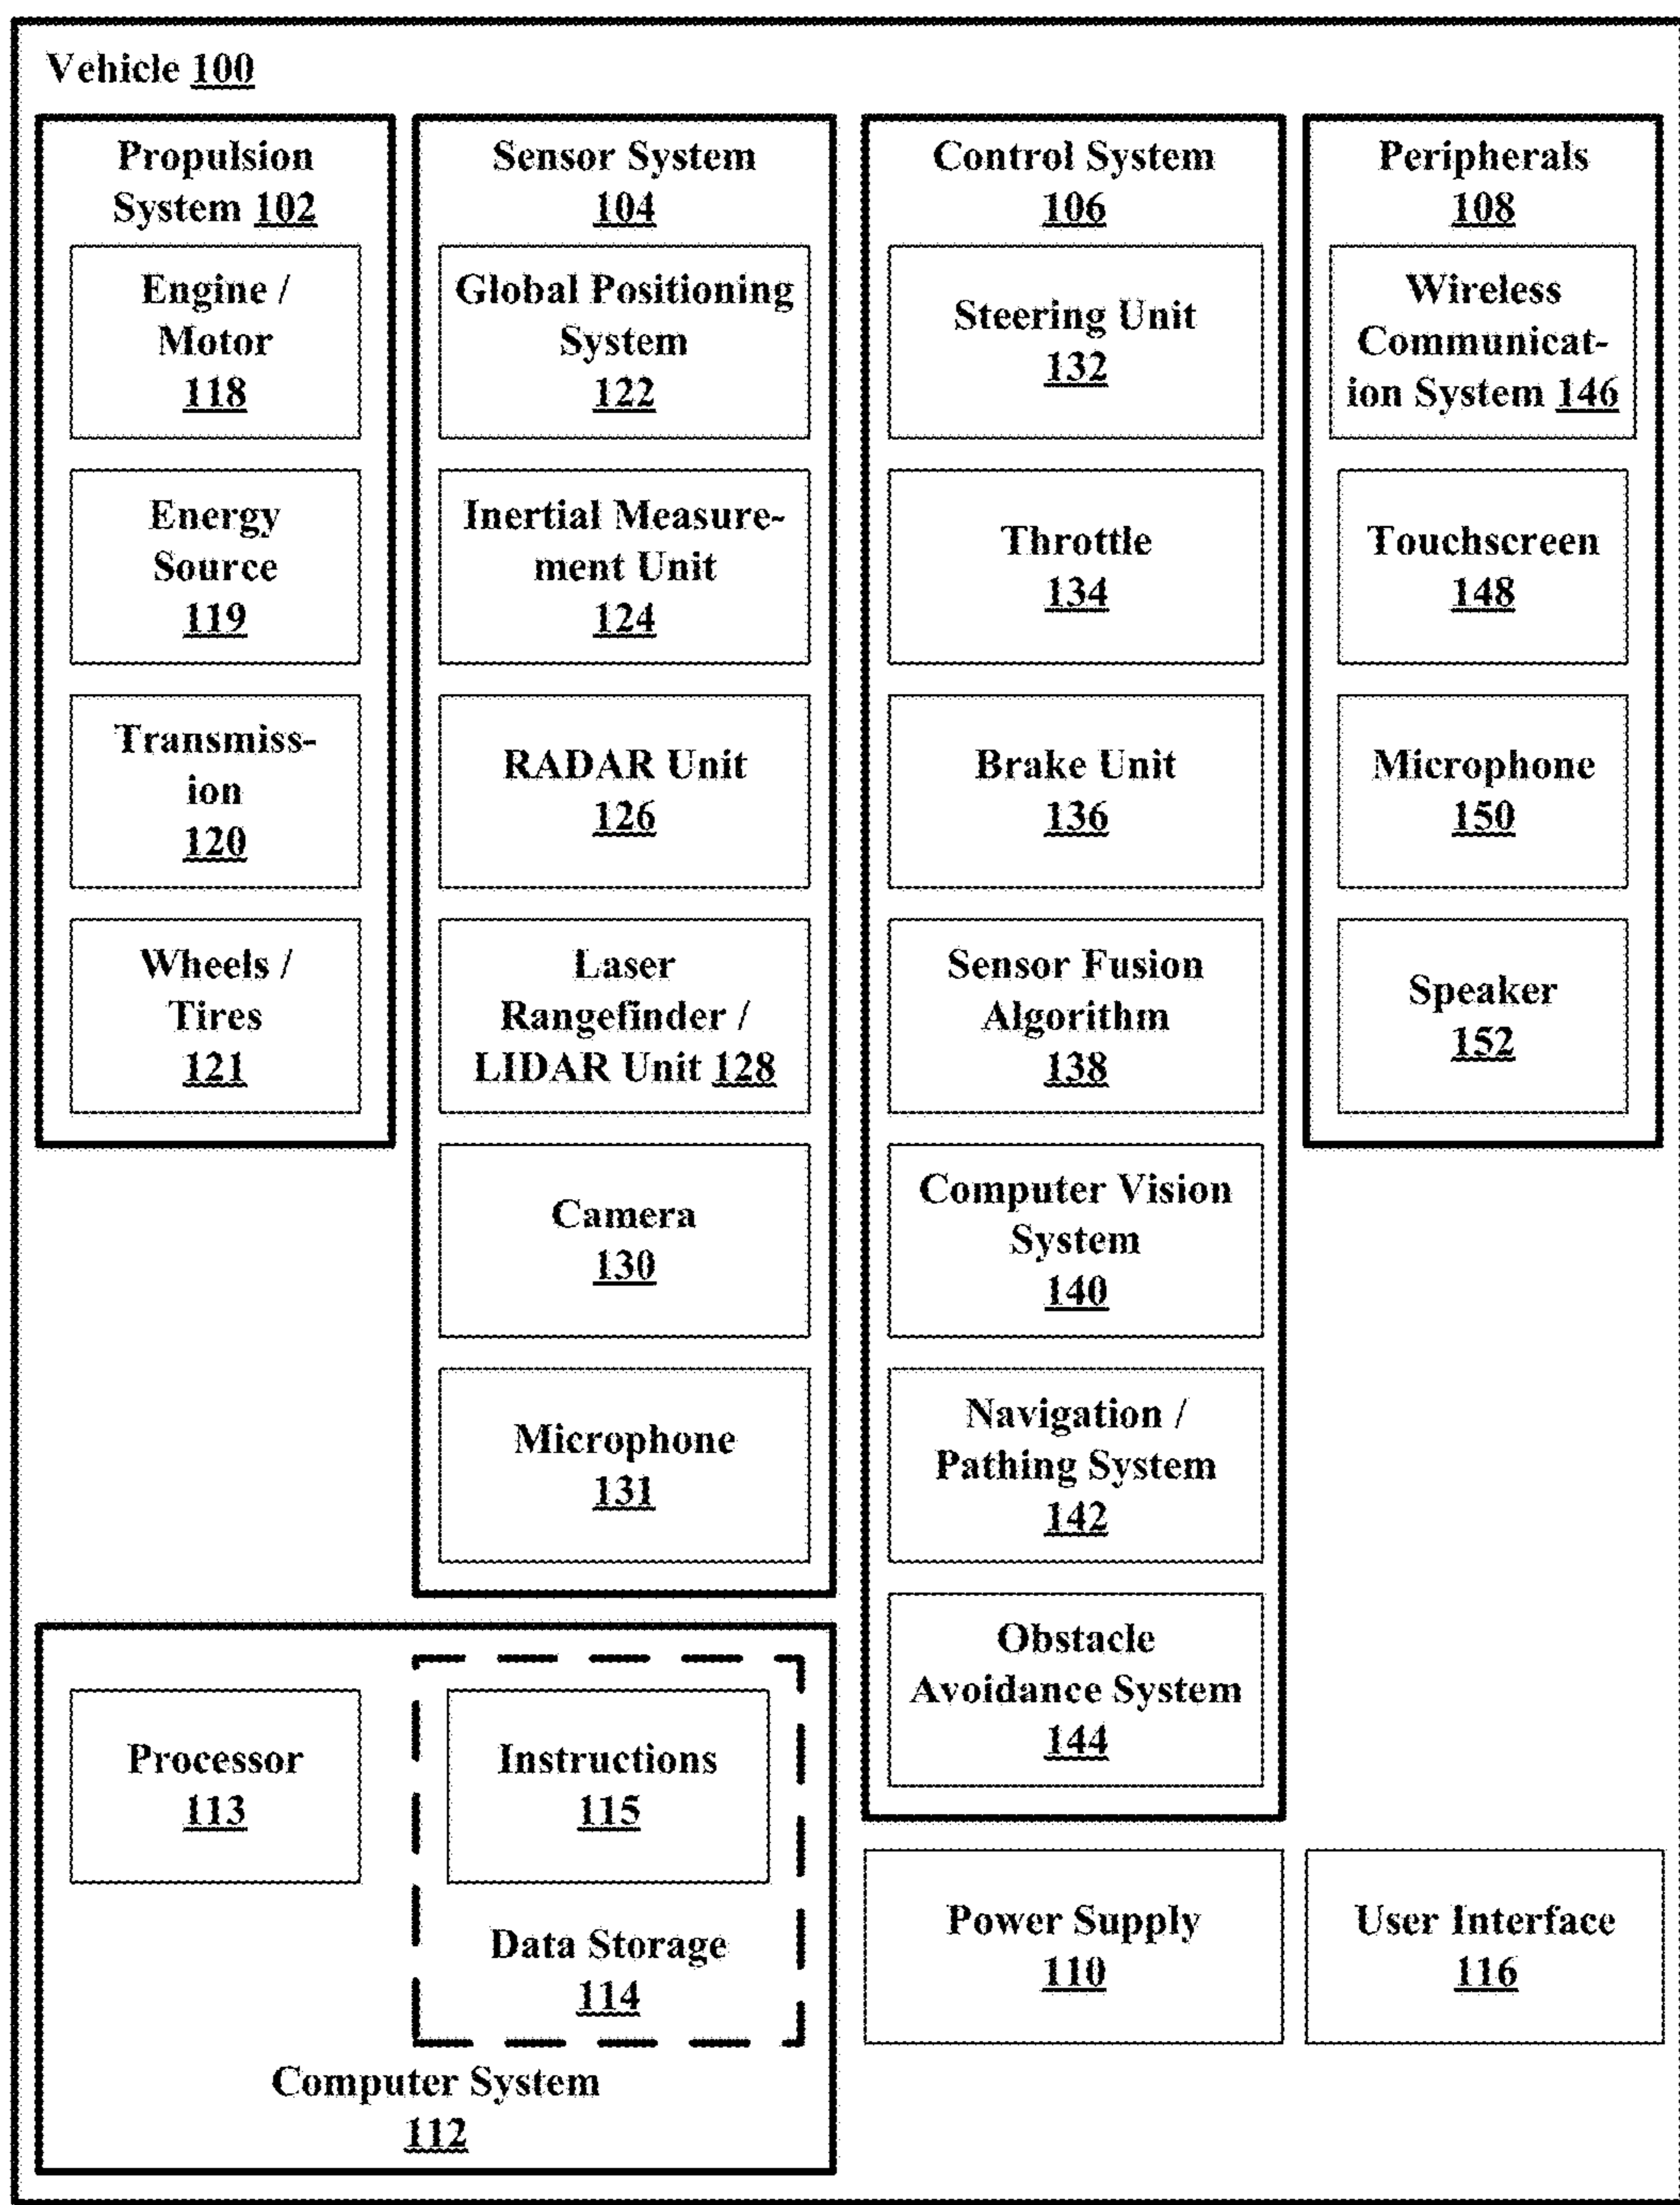 Vehicle 100
Propulsion
System 102
Engine /
Motor
118
Energy
Source
119
Transmiss-
ion
120
Wheels /
Tires
121
Sensor System
104
Global Positioning
System
122
Inertial Measure-
ment Unit
124
RADAR Unit
126
Laser
Rangefinder /
LIDAR Unit 128
Camera
130
Microphone
131
Control System
106
Steering Unit
132
Throttle
134
Brake Unit
136
Sensor Fusion
Algorithm
138
Computer Vision
System
140
Navigation /
Pathing System
142
Obstacle
Avoidance System
144
Peripherals
108
Wireless
Communicat-
ion System 146
Touchscreen
148
Microphone
150
Speaker
152
Processor
113
Instructions
115
Data Storage
114
Computer System
112
Power Supply
110
User Interface
116